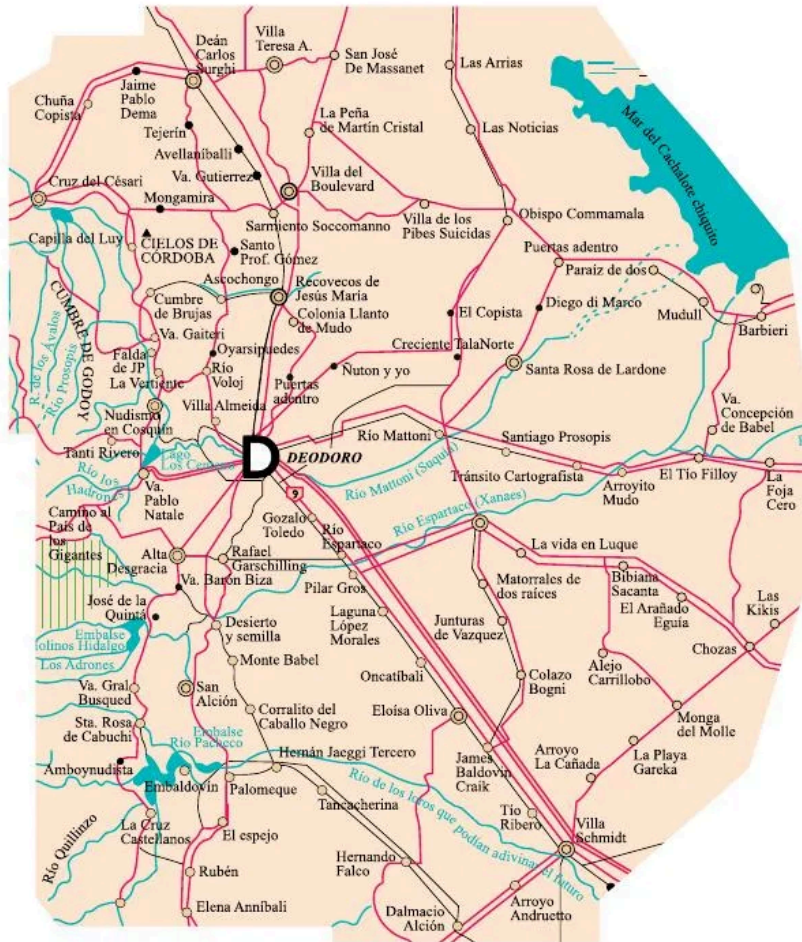 Deán
Carlos
Surghi
Villa
Teresa A.
San José
De Massanet
Las Arrias
Jaime
Pablo
Dema
Chuña
Copista
Tejerín
La Peña
de Martín Cristal
Las Noticias
Avellaniballi
Va. Gutierrez
Villa del
Boulevard
Mar del Cachalote chiquito
Cruz del Césari
Mongamira
Sarmiento Soccomanno
Villa de los
Pibes Suicidas
Obispo Commamala
Capilla del Luy
CIELOS DE
CÓRDOBA
Santo
Prof. Gómez
Puertas adentro
Paraíz de dos
Ascochongo
Recovecos de
Jesús María
Cumbre
de Brujas
Colonia Llanto
de Mudo
El Copista
Diego di Marco
Mudull
Barbieri
CUMBRE DE GODOY
R. de los Ávalos
Río Prosopis
Va. Gaiteri
Oyarsipuedes
Creciente TalaNorte
Falda
de JP
La Vertiente
Río
Voloj
Puertas
adentro
Ñuton y yo
Santa Rosa de Lardone
Nudismo
en Cosquín
Villa Almeida
Va.
Concepción
de Babel
Tanti Rivero
Lago
Los Cenizos
D DEODORO
Río Mattoni
Santiago Prosopis
Río los
Hadrones
Va.
Pablo
Natale
Río Mattoni (Suquía)
Tránsito Cartografista
Arroyito
Mudo
El Tío Filloy
La
Foja
Cero
9
Camino al
País de
los
Gigantes
Gozalo
Toledo
Río
Espartaco
Río Espartaco (Xanaes)
Alta
Desgracia
Rafael
Garschilling
La vida en Luque
Va. Barón Biza
Pilar Gros
Matorrales de
dos raíces
Bibiana
Sacanta
El Arañado
Eguía
Las
Kikis
José de la
Quintá
Desierto
y semilla
Laguna
López
Morales
Junturas
de Vazquez
Chozas
Embalse
olinos Hidalgo
Los Adrones
Monte Babel
Oncatíbali
Alejo
Carrillobo
Va. Gral
Busqued
San
Alción
Colazo
Bogni
Sta. Rosa
de Cabuchi
Corralito del
Caballo Negro
Eloísa Oliva
Monga
del Molle
Embalse
Río Pacheco
Hernán Jaeggi Tercero
James
Baldovin
Craik
Arroyo
La Cañada
La Playa
Gareka
Amboynudista
Embaldovin
Palomeque
Tancacherina
Río de los loros que podían adivinar el futuro
La Cruz
Castellanos
El espejo
Tío
Ribero
Villa
Schmidt
Río Quilinzo
Hernando
Falco
Rubén
Elena Anníbali
Dalmacio
Alción
Arroyo
Andruetto